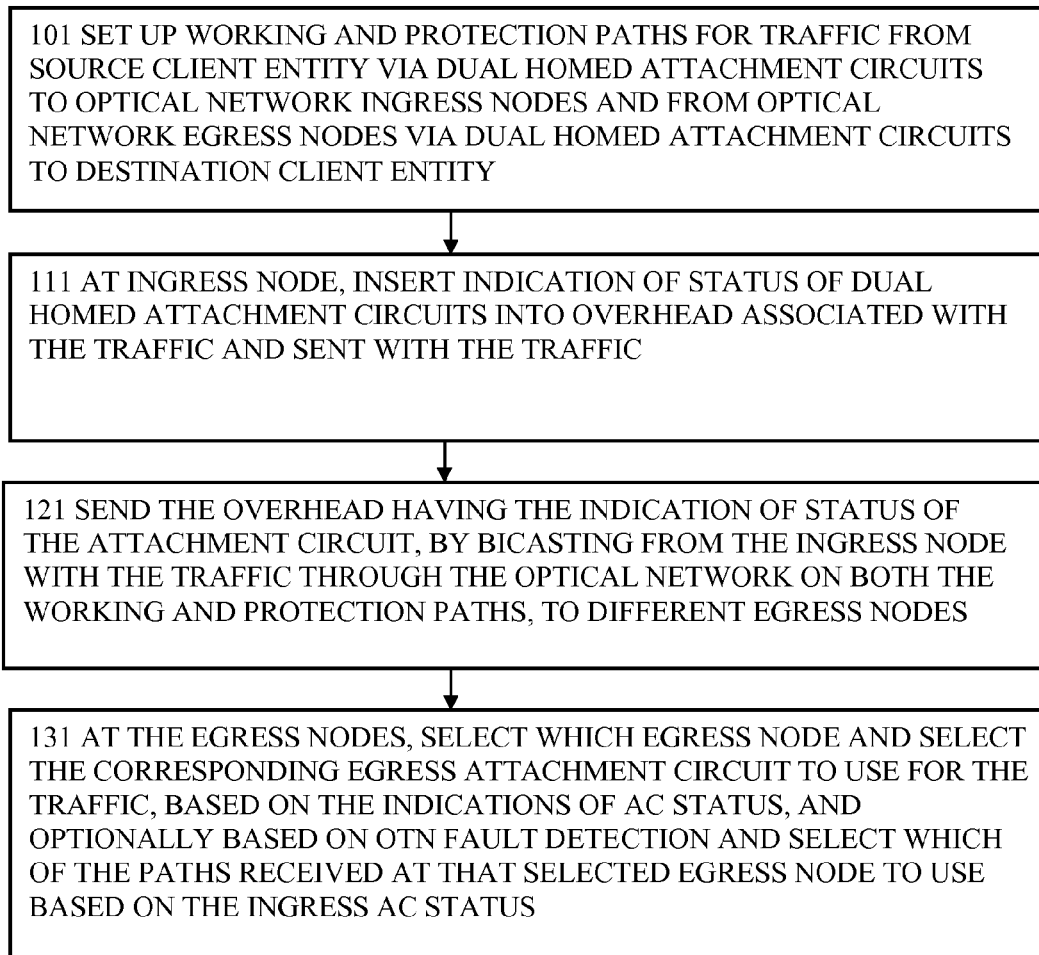 101 SET UP WORKING AND PROTECTION PATHS FOR TRAFFIC FROM
SOURCE CLIENT ENTITY VIA DUAL HOMED ATTACHMENT CIRCUITS
TO OPTICAL NETWORK INGRESS NODES AND FROM OPTICAL
NETWORK EGRESS NODES VIA DUAL HOMED ATTACHMENT CIRCUITS
TO DESTINATION CLIENT ENTITY
111 AT INGRESS NODE, INSERT INDICATION OF STATUS OF DUAL
HOMED ATTACHMENT CIRCUITS INTO OVERHEAD ASSOCIATED WITH
THE TRAFFIC AND SENT WITH THE TRAFFIC
121 SEND THE OVERHEAD HAVING THE INDICATION OF STATUS OF
THE ATTACHMENT CIRCUIT, BY BICASTING FROM THE INGRESS NODE
WITH THE TRAFFIC THROUGH THE OPTICAL NETWORK ON BOTH THE
WORKING AND PROTECTION PATHS, TO DIFFERENT EGRESS NODES
131 AT THE EGRESS NODES, SELECT WHICH EGRESS NODE AND SELECT
THE CORRESPONDING EGRESS ATTACHMENT CIRCUIT TO USE FOR THE
TRAFFIC, BASED ON THE INDICATIONS OF AC STATUS, AND
OPTIONALLY BASED ON OTN FAULT DETECTION AND SELECT WHICH
OF THE PATHS RECEIVED AT THAT SELECTED EGRESS NODE TO USE
BASED ON THE INGRESS AC STATUS